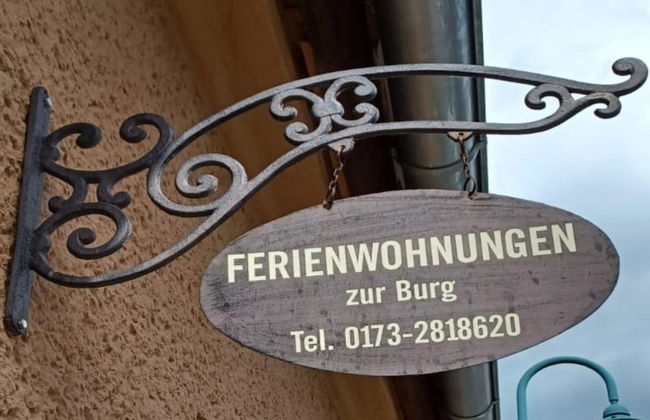 FERIENWOHNUNGEN
zur Burg
Tel. 0173-2818620